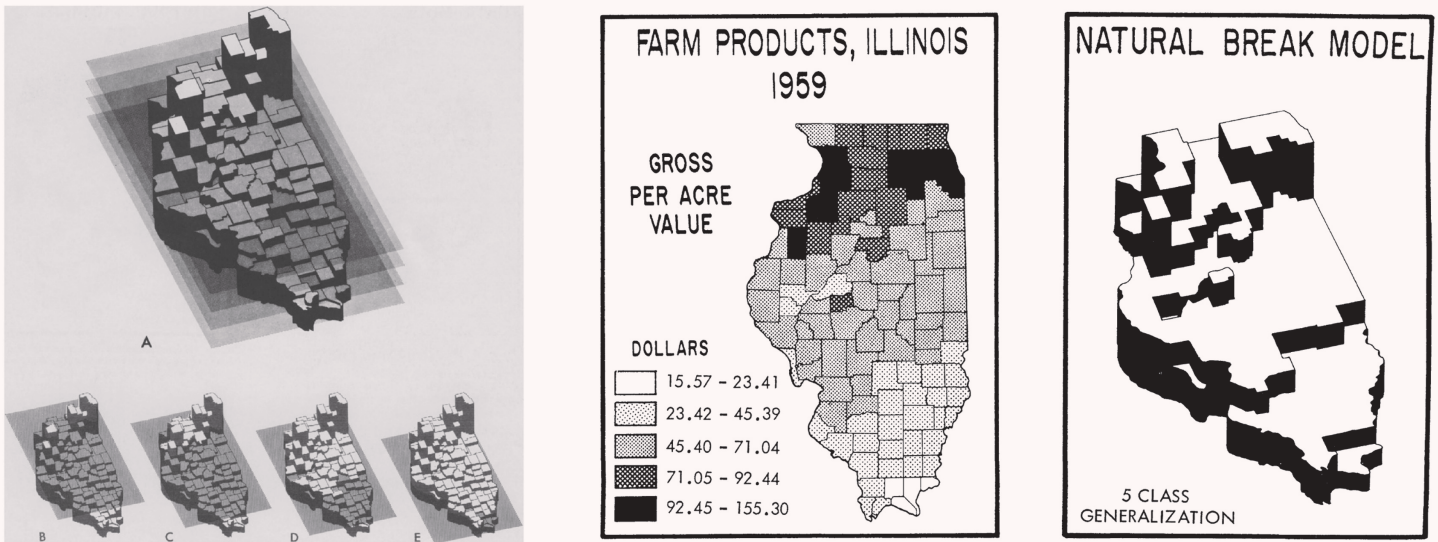 A
B
C
D
E
FARM PRODUCTS, ILLINOIS
1959
GROSS
PER ACRE
VALUE
DOLLARS
15.57 – 23.41
23.42 – 45.39
45.40 – 71.04
71.05 – 92.44
92.45 – 155.30
NATURAL BREAK MODEL
5 CLASS
GENERALIZATION